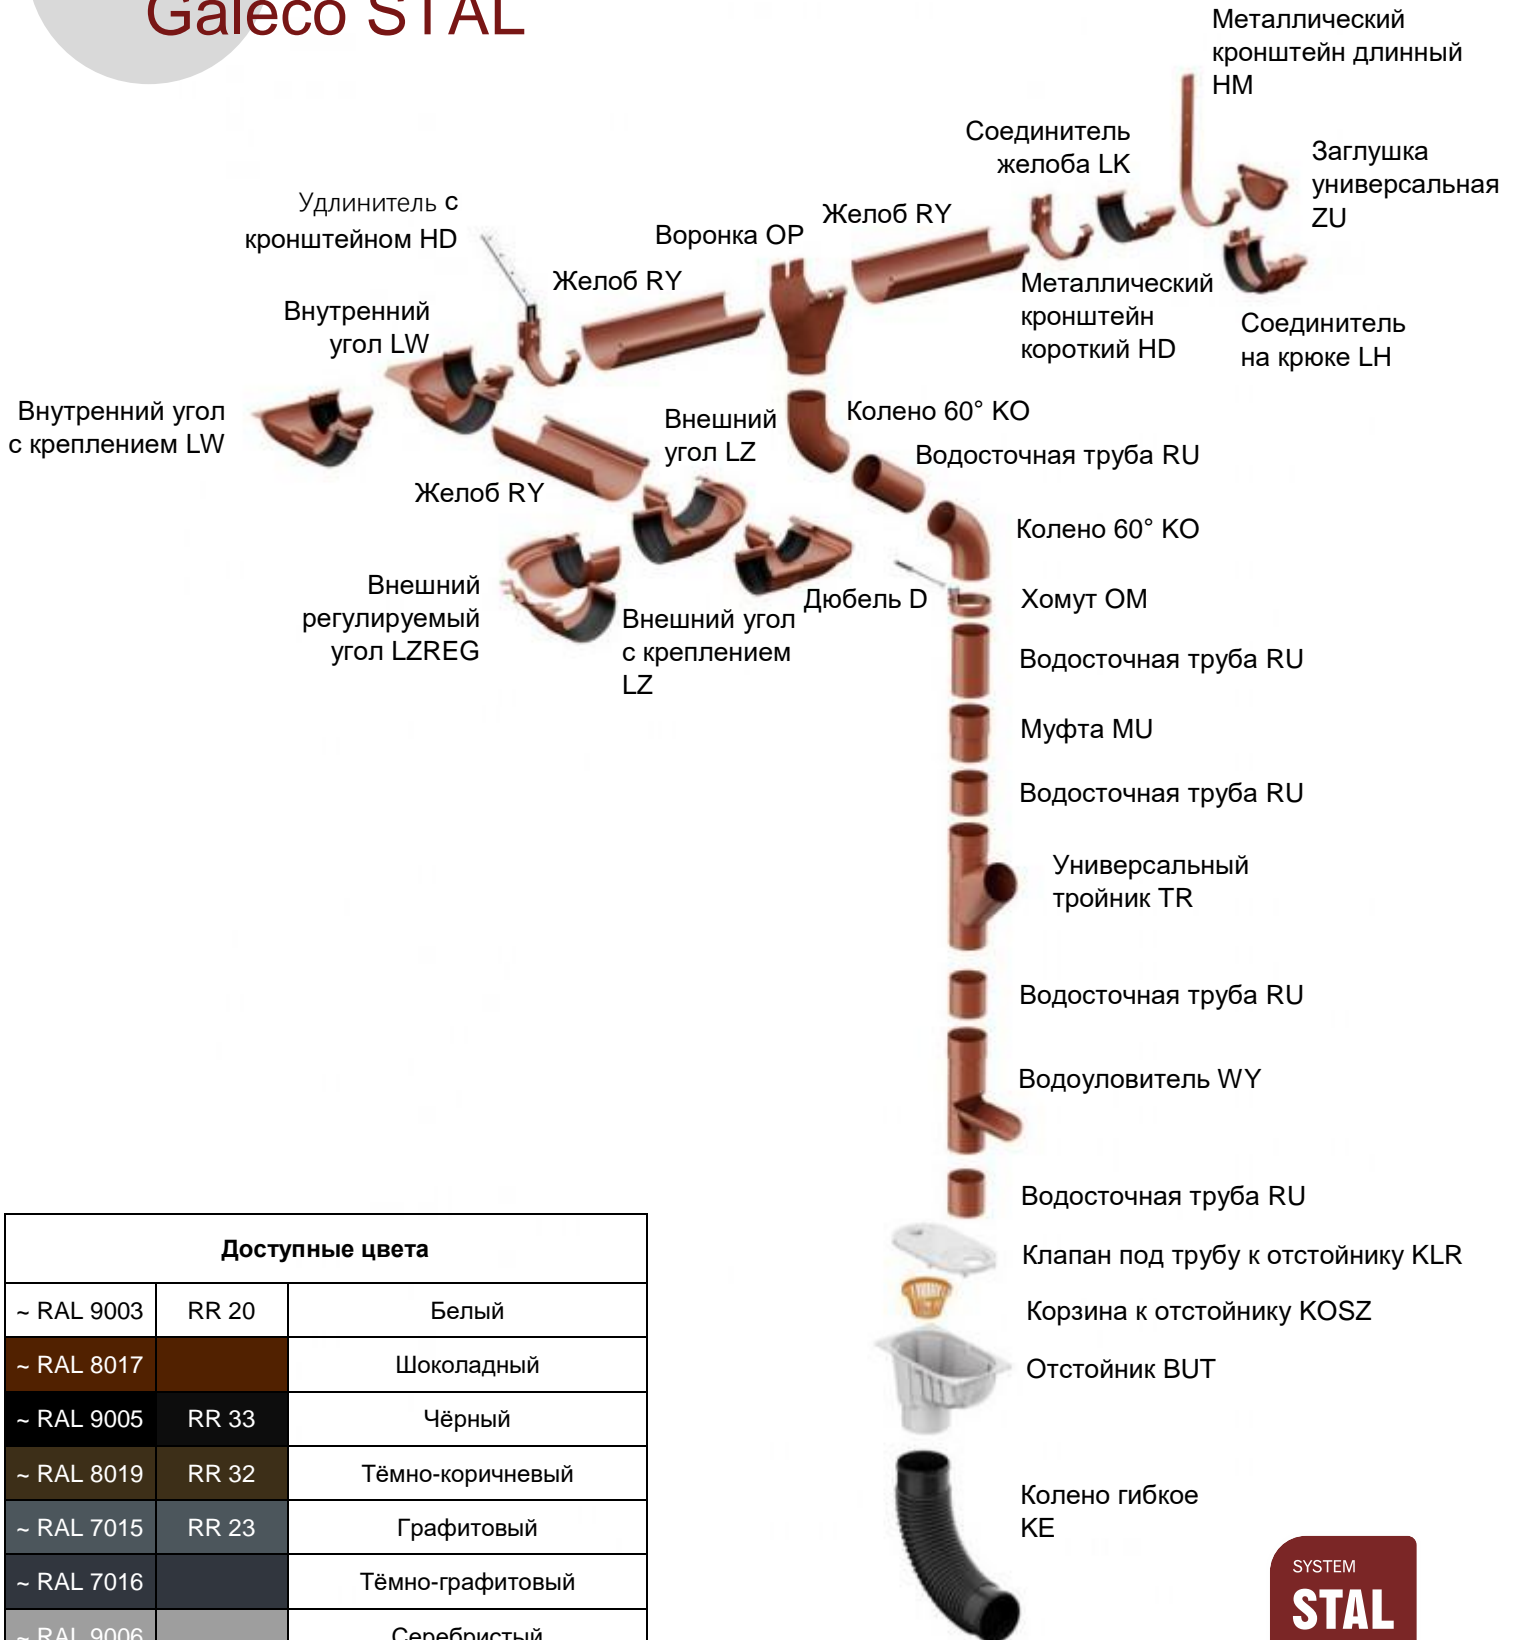 Galeco STAL
Металлический
кронштейн длинный
HM
Соединитель
желоба LK
Заглушка
универсальная
ZU
Удлинитель с
кронштейном HD
Воронка OP
Желоб RY
Желоб RY
Металлический
кронштейн
короткий HD
Соединитель
на крюке LH
Внутренний
угол LW
Внутренний угол
с креплением LW
Внешний
угол LZ
Колено 60° KO
Водосточная труба RU
Желоб RY
Колено 60° KO
Внешний
регулируемый
угол LZREG
Внешний угол
с креплением
LZ
Дюбель D
Хомут OM
Водосточная труба RU
Муфта MU
Водосточная труба RU
Универсальный
тройник TR
Водосточная труба RU
Водоуловитель WY
Водосточная труба RU
Клапан под трубу к отстойнику KLR
Корзина к отстойнику KOSZ
Отстойник BUT
Колено гибкое
KE
Доступные цвета
~ RAL 9003 RR 20 Белый
~ RAL 8017 Шоколадный
~ RAL 9005 RR 33 Чёрный
~ RAL 8019 RR 32 Тёмно-коричневый
~ RAL 7015 RR 23 Графитовый
~ RAL 7016 Тёмно-графитовый
~ RAL 9006 Серебристый
SYSTEM
STAL